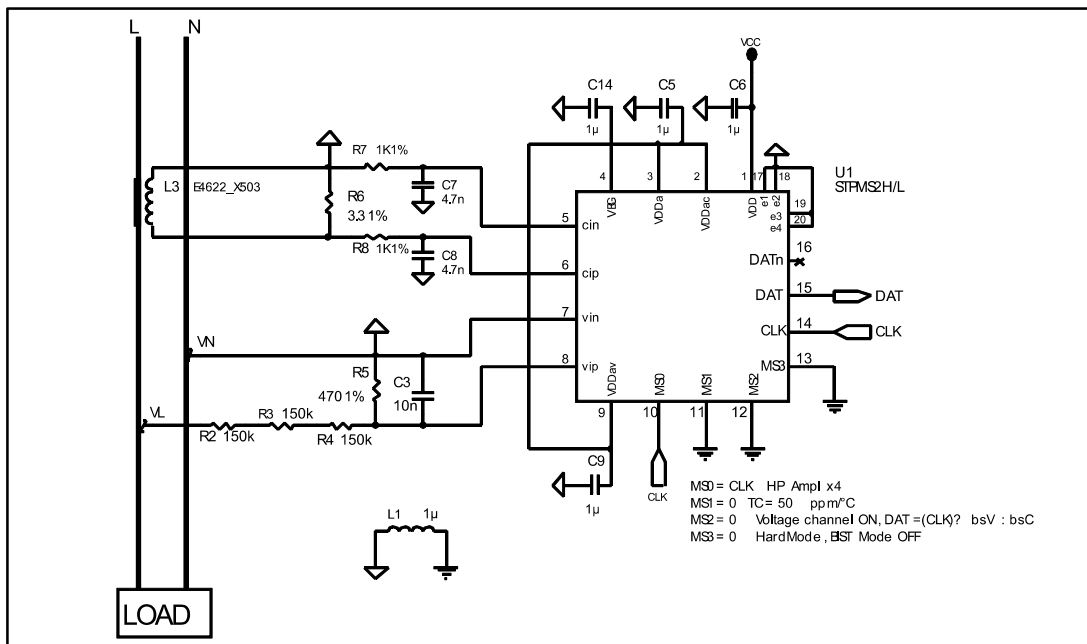 L N
VCC
C14
1µ
C5
1µ
C6
1µ
L3 E4622_X503
R7 1K1%
R6
3.3 1%
C7
4.7n
R8
1K1%
C8
4.7n
4 3 2 1 17 18
VBG VDDa VDDac VDD e1 e2
e3 19
e4 20
U1
STPMS2H/L
5 cin
6 cip
7 vin
8 vip
DATn 16
DAT 15 DAT
CLK 14 CLK
MS3 13
VDDav MS0 MS1 MS2
9 10 11 12
VN
R5
470 1%
C3
10n
VL
R2 150k
R3 150k
R4 150k
C9
1µ
CLK
L1 1µ
MS0 = CLK HP Ampl x4
MS1 = 0 TC = 50 ppm/°C
MS2 = 0 Voltage channel ON, DAT =(CLK)? bsV : bsC
MS3 = 0 HardMode , BIST Mode OFF
LOAD